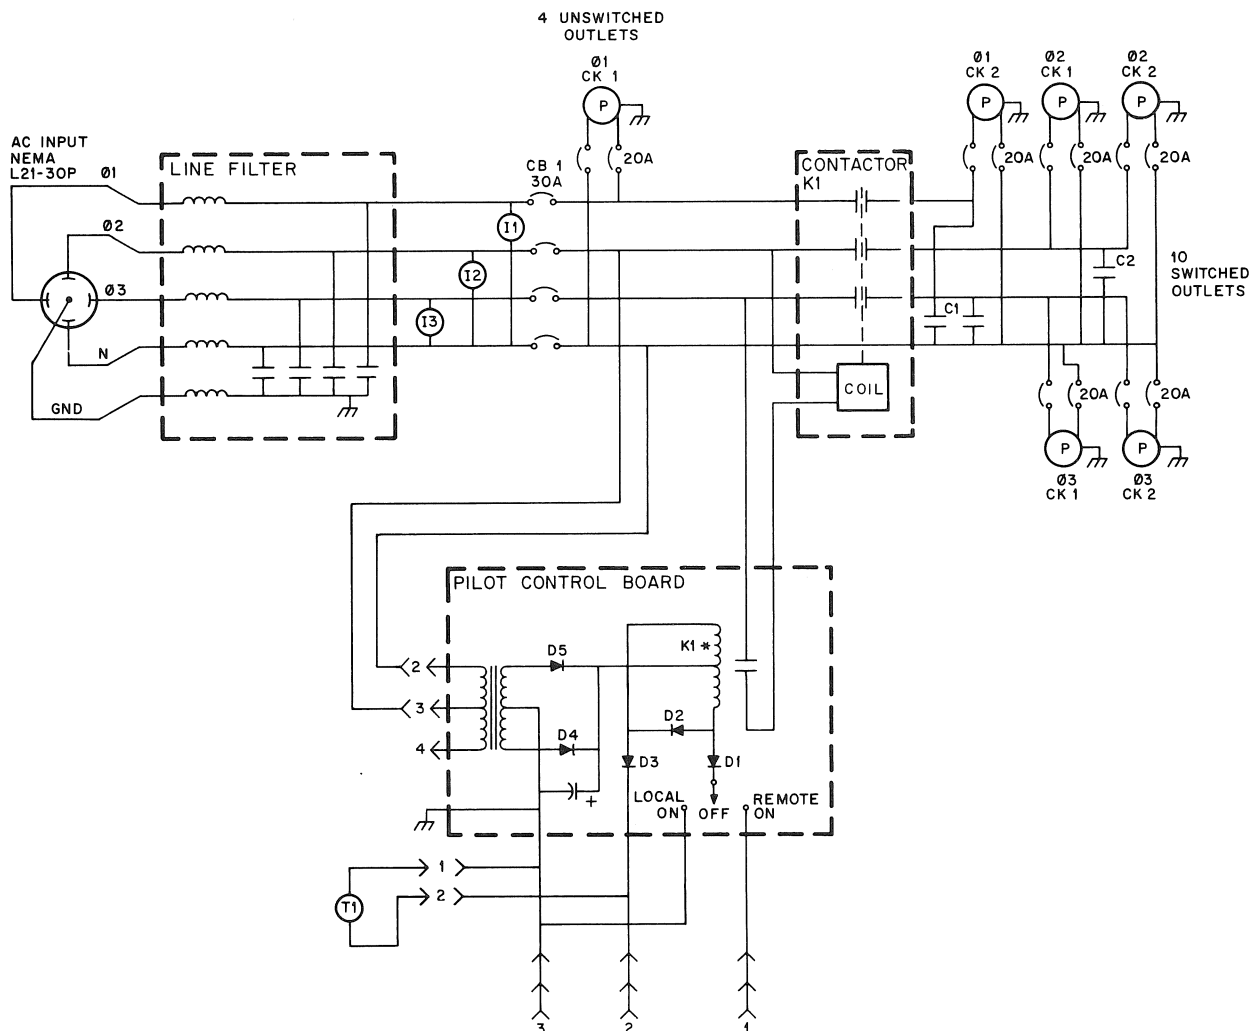 4 UNSWITCHED
OUTLETS
Ø1
CK 1
P
20A
AC INPUT
NEMA
L21-30P
Ø1
Ø2
Ø3
N
GND
LINE FILTER
CB 1
30A
I1
I2
I3
CONTACTOR
K1
COIL
Ø1
CK 2
P
20A
Ø2
CK 1
P
20A
Ø2
CK 2
P
20A
C1
C2
10
SWITCHED
OUTLETS
20A
P
Ø3
CK 1
20A
P
Ø3
CK 2
PILOT CONTROL BOARD
2
3
4
D5
D4
K1 *
D2
D3
D1
+
LOCAL
ON
OFF
REMOTE
ON
T1
1
2
3
2
1